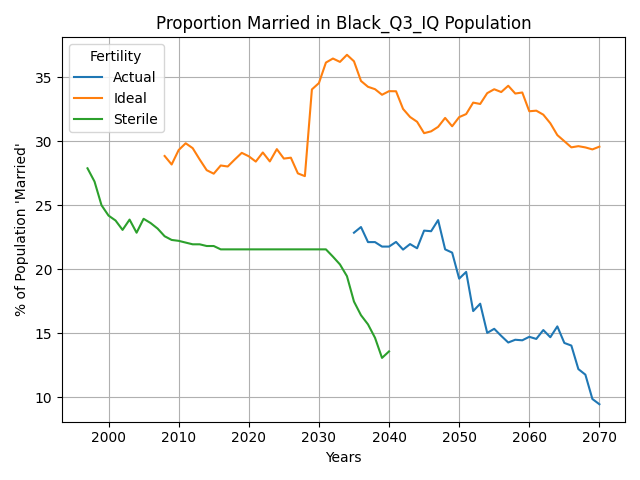 Proportion Married in Black_Q3_IQ Population
Fertility
Actual
Ideal
Sterile
% of Population 'Married'
35
30
25
20
15
10
2000 2010 2020 2030 2040 2050 2060 2070
Years